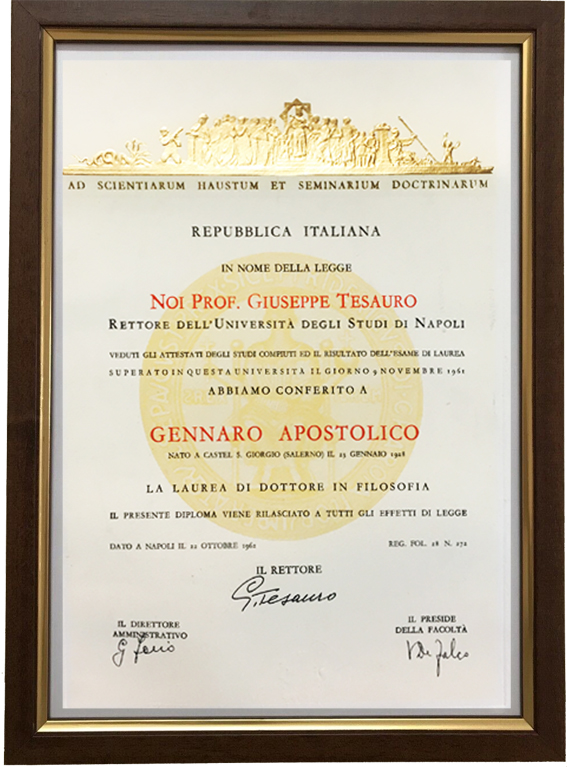 AD SCIENTIARUM HAUSTUM ET SEMINARIUM DOCTRINARUM
REPUBBLICA ITALIANA
IN NOME DELLA LEGGE
NOI PROF. GIUSEPPE TESAURO
RETTORE DELL'UNIVERSITÀ DEGLI STUDI DI NAPOLI
VEDUTI GLI ATTESTATI DEGLI STUDI COMPIUTI ED IL RISULTATO DELL'ESAME DI LAUREA
SUPERATO IN QUESTA UNIVERSITÀ IL GIORNO 9 NOVEMBRE 1961
ABBIAMO CONFERITO A
GENNARO APOSTOLICO
NATO A CASTEL S. GIORGIO (SALERNO) IL 23 GENNAIO 1928
LA LAUREA DI DOTTORE IN FILOSOFIA
IL PRESENTE DIPLOMA VIENE RILASCIATO A TUTTI GLI EFFETTI DI LEGGE
DATO A NAPOLI IL 22 OTTOBRE 1962 REG. FOL. 28 N. 272
IL RETTORE
G. Tesauro
IL DIRETTORE
AMMINISTRATIVO
IL PRESIDE
DELLA FACOLTÀ
V. De Falco